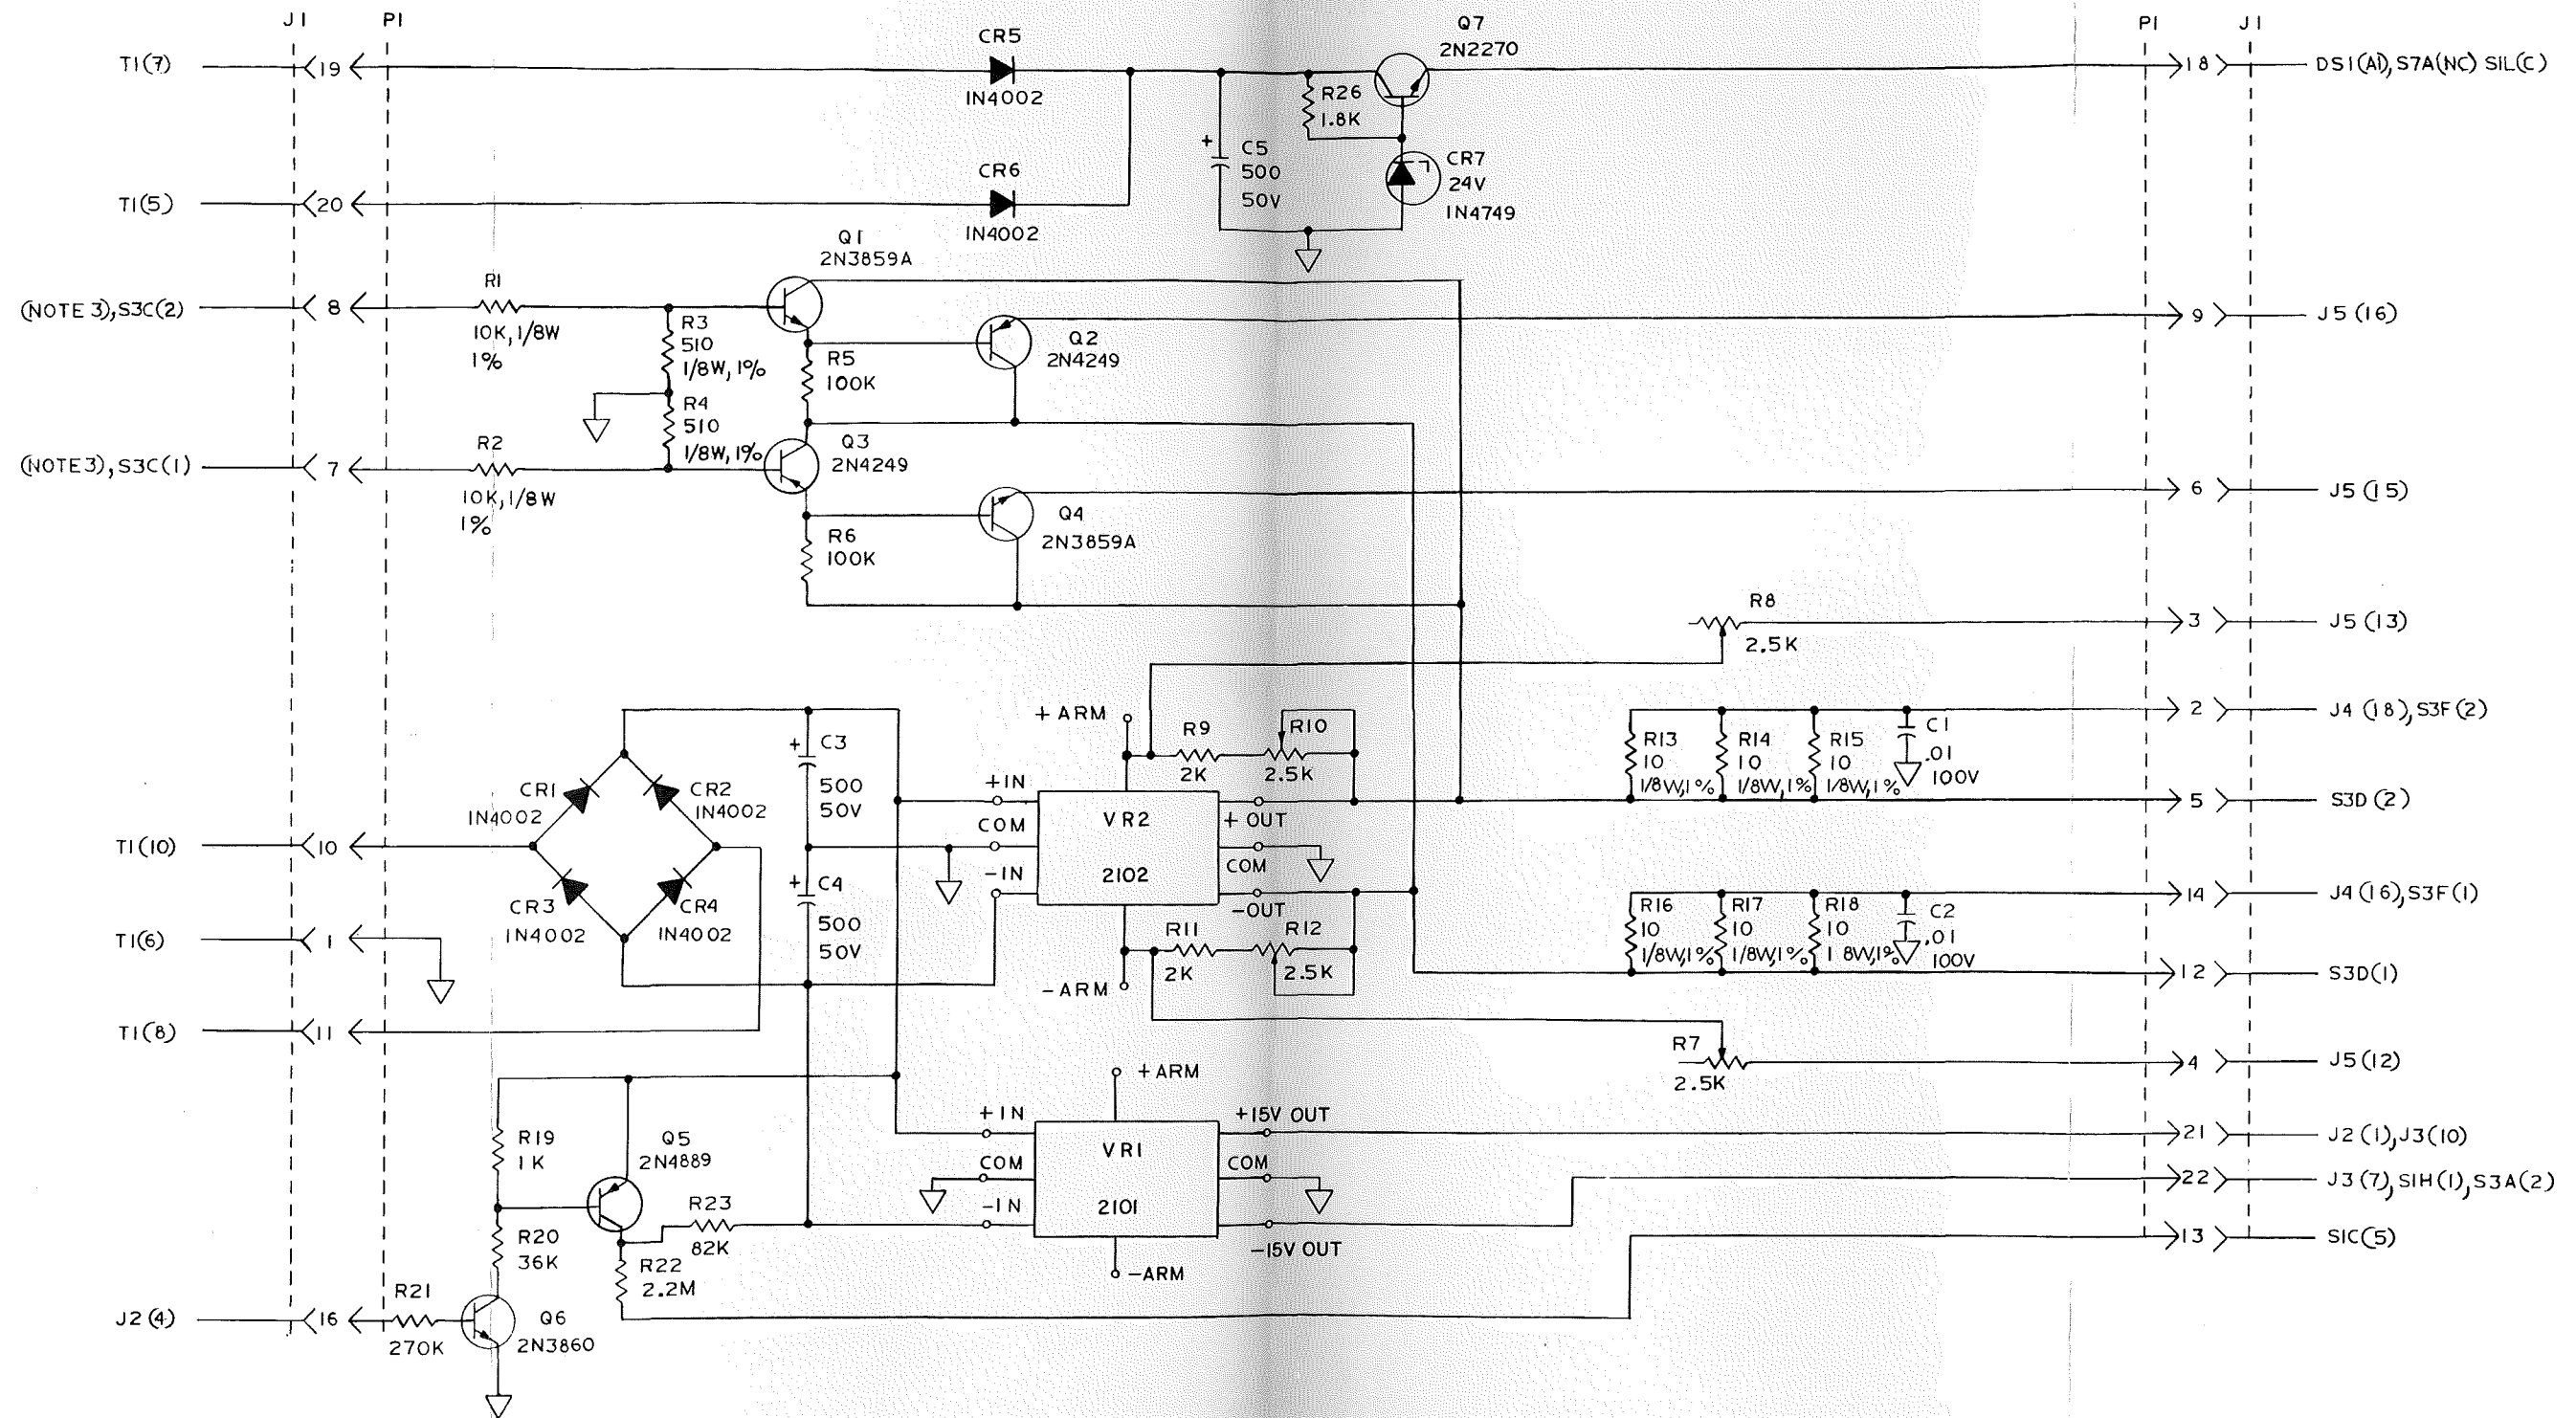 J1 P1
P1 J1
T1(7) 19
CR5
1N4002
Q7
2N2270
18 DS1(A1), S7A(NC) S1L(C)
R26
1.8K
+ C5
500
50V
CR7
24V
1N4749
T1(5) 20
CR6
1N4002
Q1
2N3859A
(NOTE 3), S3C(2) 8
R1
10K, 1/8W
1%
R3
510
1/8W, 1%
R5
100K
Q2
2N4249
9 J5(16)
R4
510
1/8W, 1%
(NOTE 3), S3C(1) 7
R2
10K, 1/8W
1%
Q3
2N4249
6 J5(15)
Q4
2N3859A
R6
100K
R8
2.5K
3 J5(13)
+ARM
R9
2K
R10
2.5K
2 J4(18), S3F(2)
R13
10
1/8W, 1%
R14
10
1/8W, 1%
R15
10
1/8W, 1%
C1
.01
100V
5 S3D(2)
+ C3
500
50V
CR1
1N4002
CR2
1N4002
+IN
COM
-IN
VR2
2102
+ OUT
COM
-OUT
T1(10) 10
+ C4
500
50V
CR3
1N4002
CR4
1N4002
T1(6) 1
14 J4(16), S3F(1)
R16
10
1/8W, 1%
R17
10
1/8W, 1%
R18
10
1 8W, 1%
C2
.01
100V
R11
2K
R12
2.5K
-ARM
12 S3D(1)
T1(8) 11
R7
2.5K
4 J5(12)
+ARM
+IN
COM
-IN
VR1
2101
+15V OUT
COM
-15V OUT
-ARM
21 J2(1), J3(10)
22 J3(7), S1H(1), S3A(2)
13 S1C(5)
R19
1K
Q5
2N4889
R23
82K
R20
36K
R22
2.2M
J2(4) 16
R21
270K
Q6
2N3860